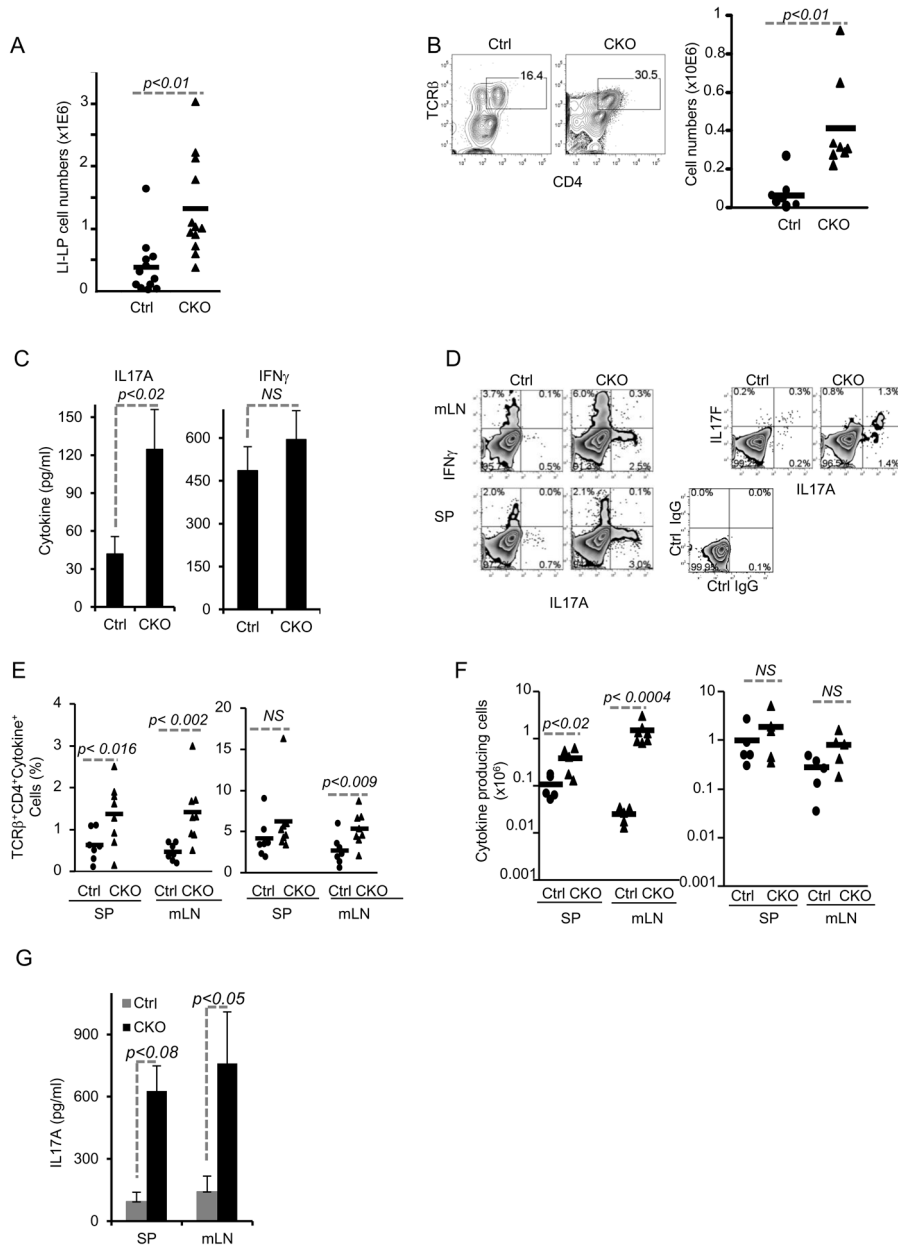 A
p<0.01
LI-LP cell numbers (x1E6)
3
2
1
0
Ctrl CKO
B
Ctrl CKO
TCRβ
16.4
30.5
CD4
p<0.01
Cell numbers (x10E6)
1
0.8
0.6
0.4
0.2
0
Ctrl CKO
C
IL17A
p<0.02
Cytokine (pg/ml)
150
120
90
60
30
0
Ctrl CKO
IFNγ
NS
600
450
300
150
0
Ctrl CKO
D
Ctrl CKO
mLN
3.7% 0.1% 6.0% 0.3%
0.5% 2.5%
IFNγ
SP
2.0% 0.0% 2.1% 0.1%
0.7% 3.0%
IL17A
Ctrl CKO
IL17F
0.2% 0.3% 0.8% 1.3%
0.2% 1.4%
IL17A
Ctrl IgG
0.0% 0.0%
99.9% 0.1%
Ctrl IgG
E
TCRβ+CD4+Cytokine+
Cells (%)
4
3
2
1
0
p< 0.016
p< 0.002
Ctrl CKO Ctrl CKO
SP mLN
20
15
10
5
0
NS
p<0.009
Ctrl CKO Ctrl CKO
SP mLN
F
Cytokine producing cells
(x10⁶)
10
1
0.1
0.01
0.001
p<0.02
p< 0.0004
Ctrl CKO Ctrl CKO
SP mLN
10
1
0.1
0.01
0.001
NS
NS
Ctrl CKO Ctrl CKO
SP mLN
G
Ctrl
CKO
p<0.08
p<0.05
IL17A (pg/ml)
900
600
300
0
SP mLN